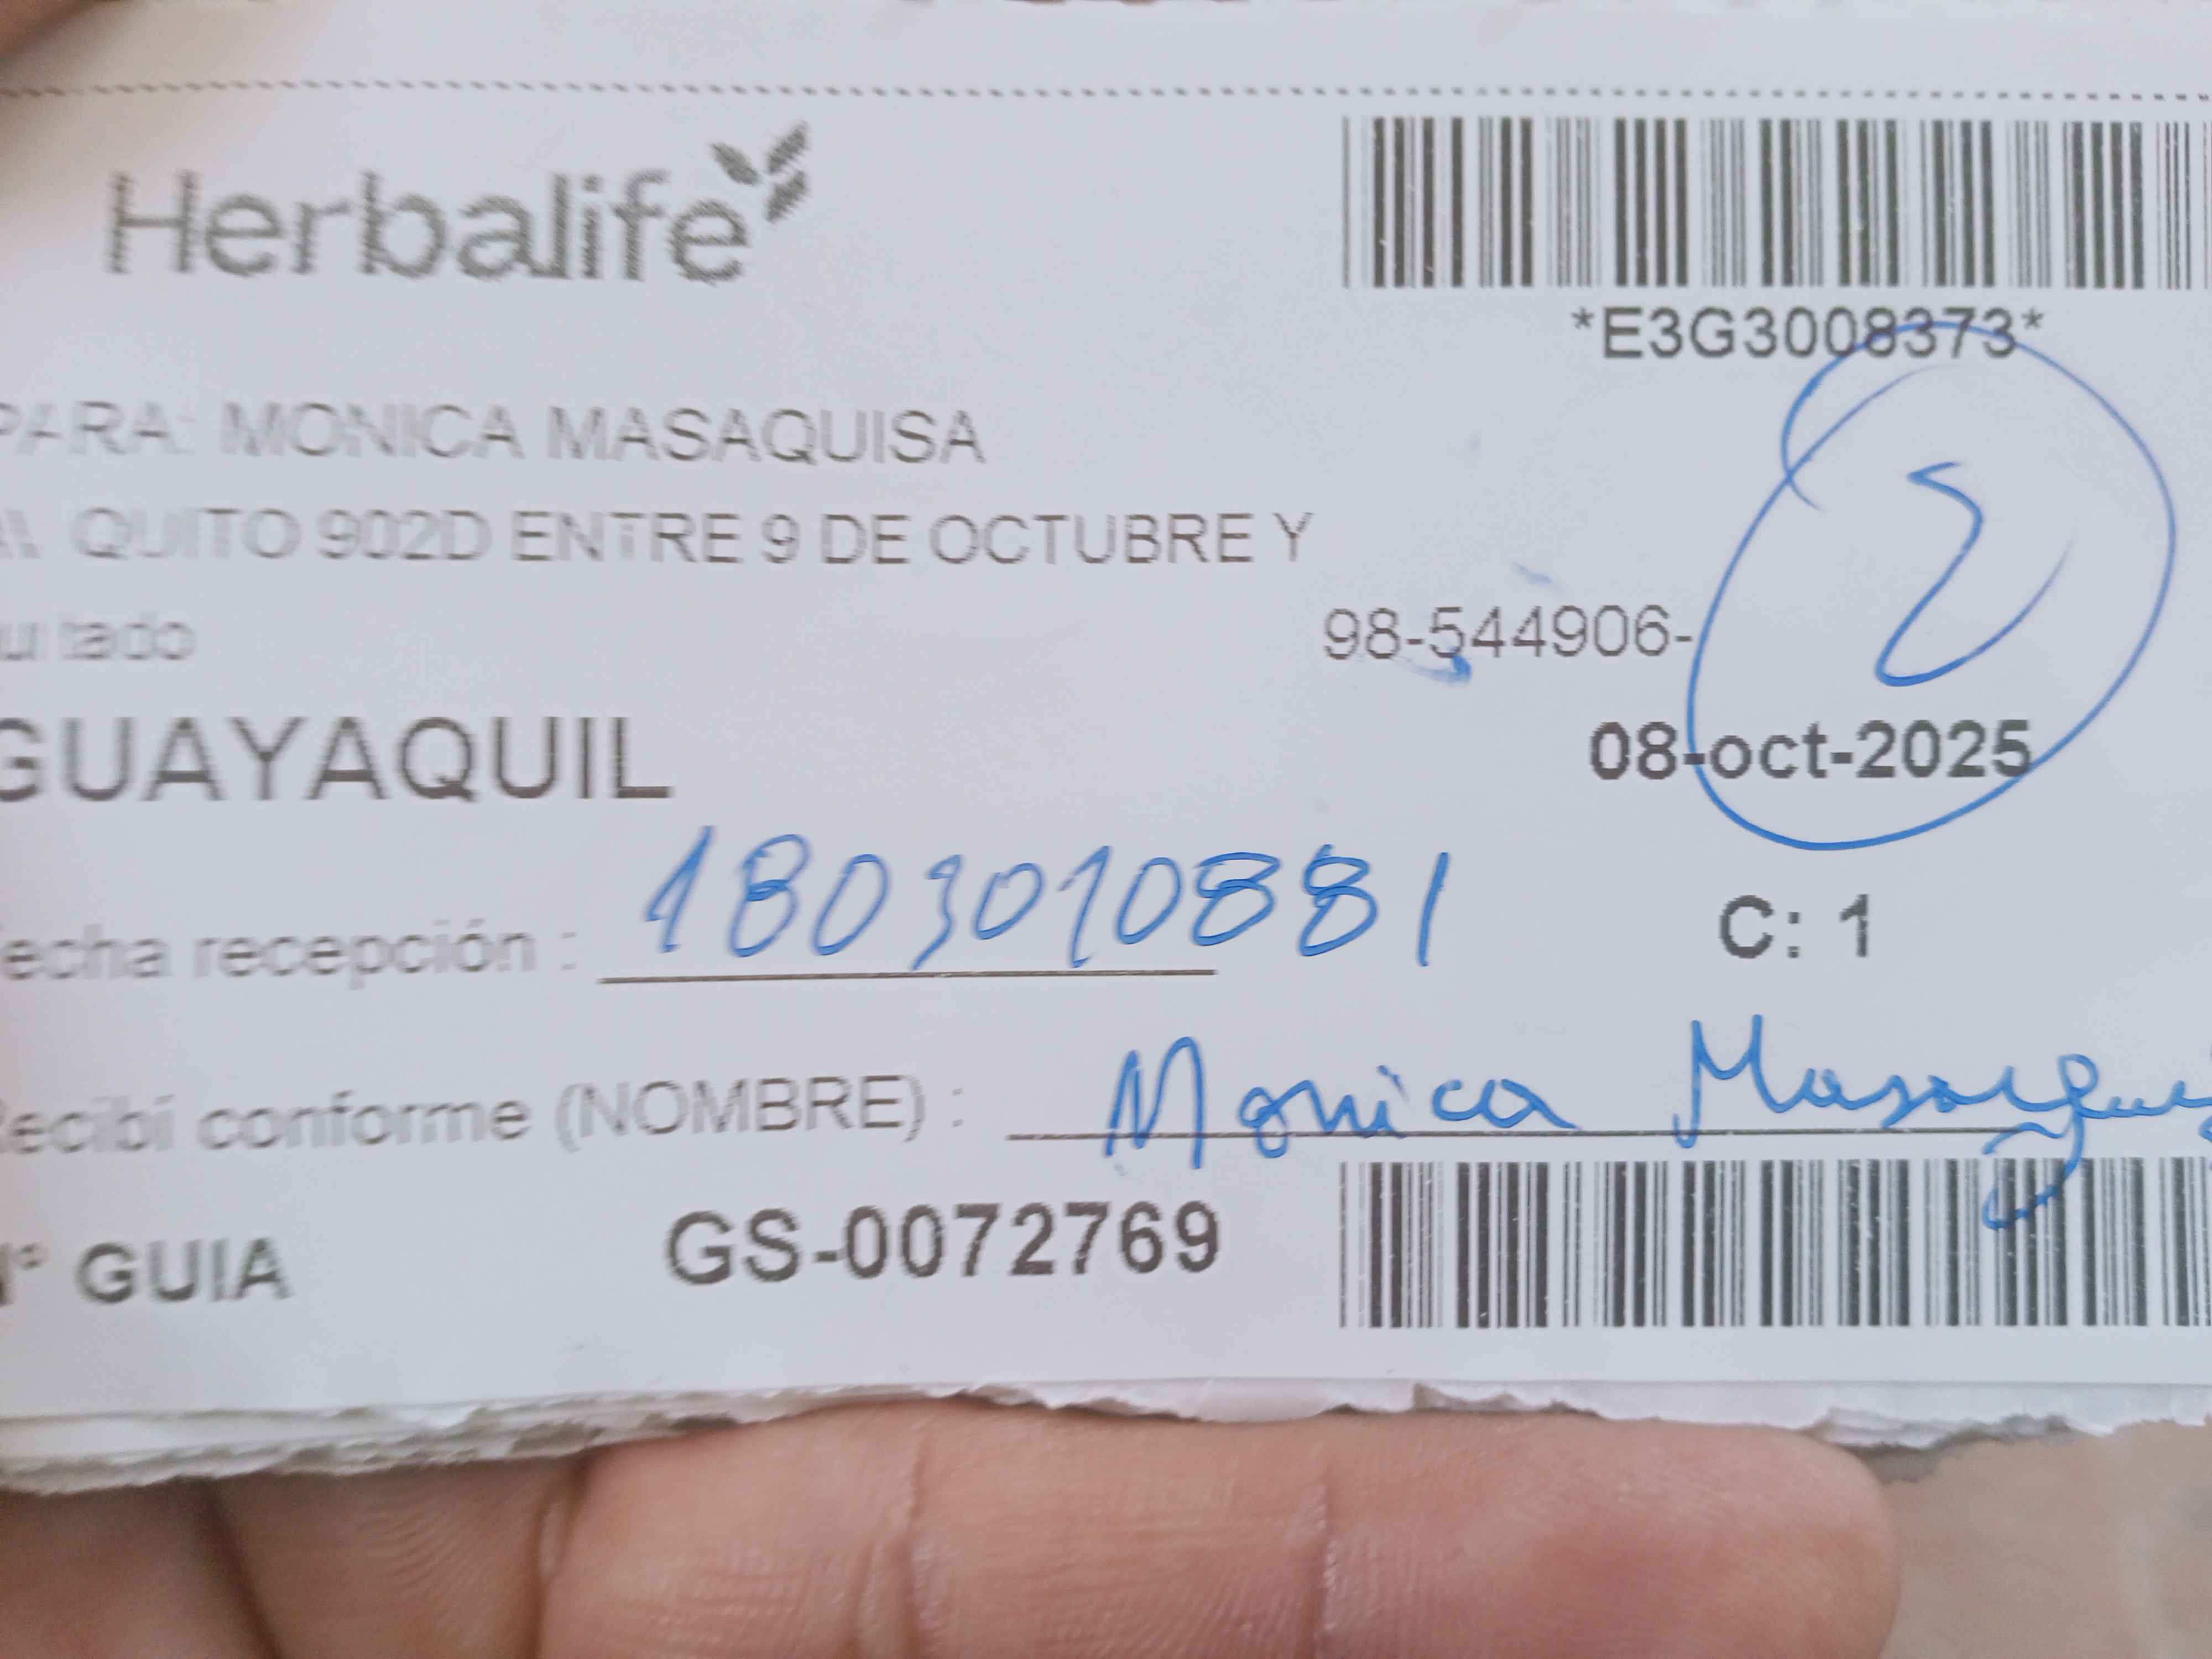 Herbalife
*E3G3008373*
PARA: MONICA MASAQUISA
QUITO 902D ENTRE 9 DE OCTUBRE Y
98-544906-
GUAYAQUIL
08-oct-2025
fecha recepción : 1803010881
C: 1
Recibí conforme (NOMBRE) : Monica
N° GUIA GS-0072769